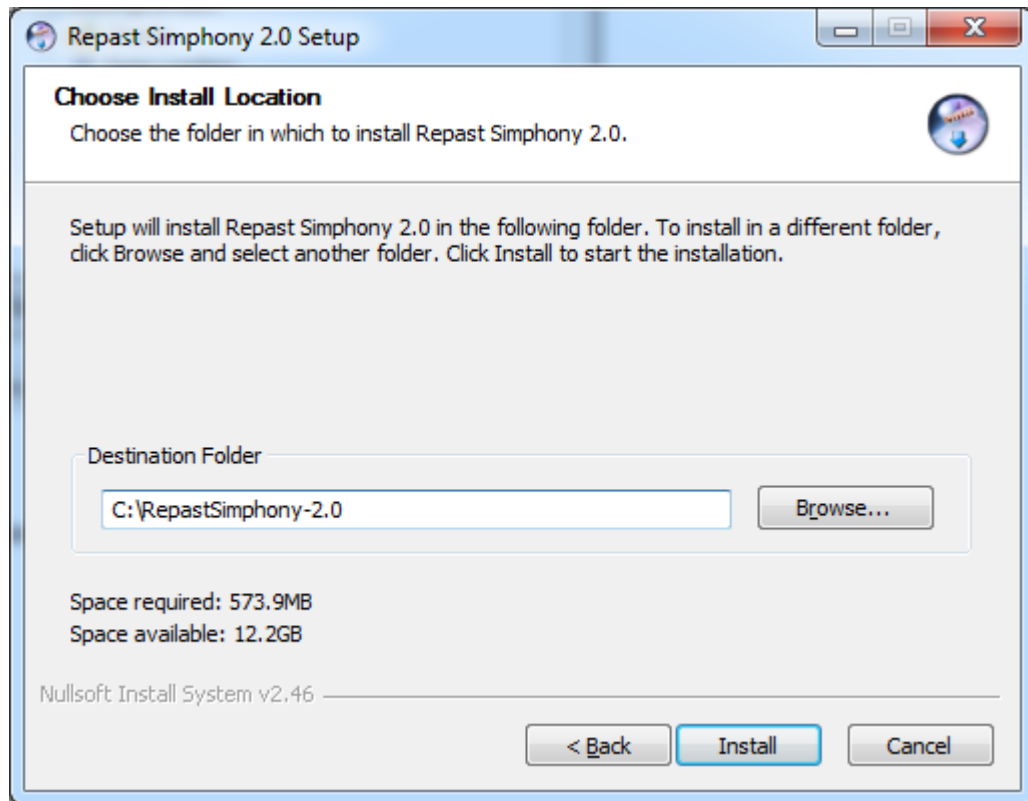 Repast Simphony 2.0 Setup
Choose Install Location
Choose the folder in which to install Repast Simphony 2.0.
Setup will install Repast Simphony 2.0 in the following folder. To install in a different folder,
click Browse and select another folder. Click Install to start the installation.
Destination Folder
C:\RepastSimphony-2.0
Browse...
Space required: 573.9MB
Space available: 12.2GB
Nullsoft Install System v2.46
< Back
Install
Cancel